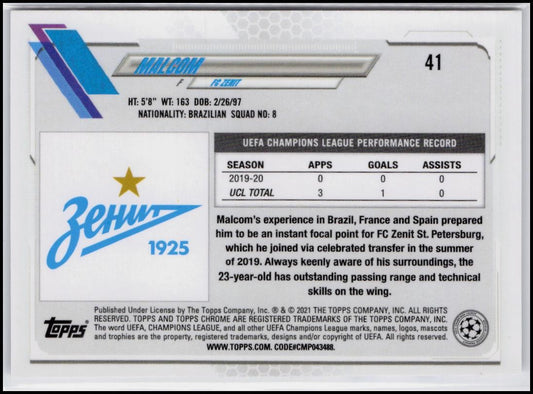 MALCOM
41
F
FC ZENIT
HT: 5'8" WT: 163 DOB: 2/26/97
NATIONALITY: BRAZILIAN SQUAD NO: 8
UEFA CHAMPIONS LEAGUE PERFORMANCE RECORD
SEASON APPS GOALS ASSISTS
2019-20 0 0 0
UCL TOTAL 3 1 0
Зенит
1925
Malcom's experience in Brazil, France and Spain prepared
him to be an instant focal point for FC Zenit St. Petersburg,
which he joined via celebrated transfer in the summer
of 2019. Always keenly aware of his surroundings, the
23-year-old has outstanding passing range and technical
skills on the wing.
Topps
Published Under License by The Topps Company, Inc. ® & © 2021 THE TOPPS COMPANY, INC. ALL
RIGHTS RESERVED. TOPPS AND TOPPS CHROME ARE REGISTERED TRADEMARKS OF THE TOPPS COMPANY, INC.
The word UEFA, CHAMPIONS LEAGUE, and all other UEFA Champions League marks, names, logos, mascots
and trophies are the property, registered trademarks, designs and/or copyright of UEFA. All rights reserved.
WWW.TOPPS.COM. CODE#CMP043488.